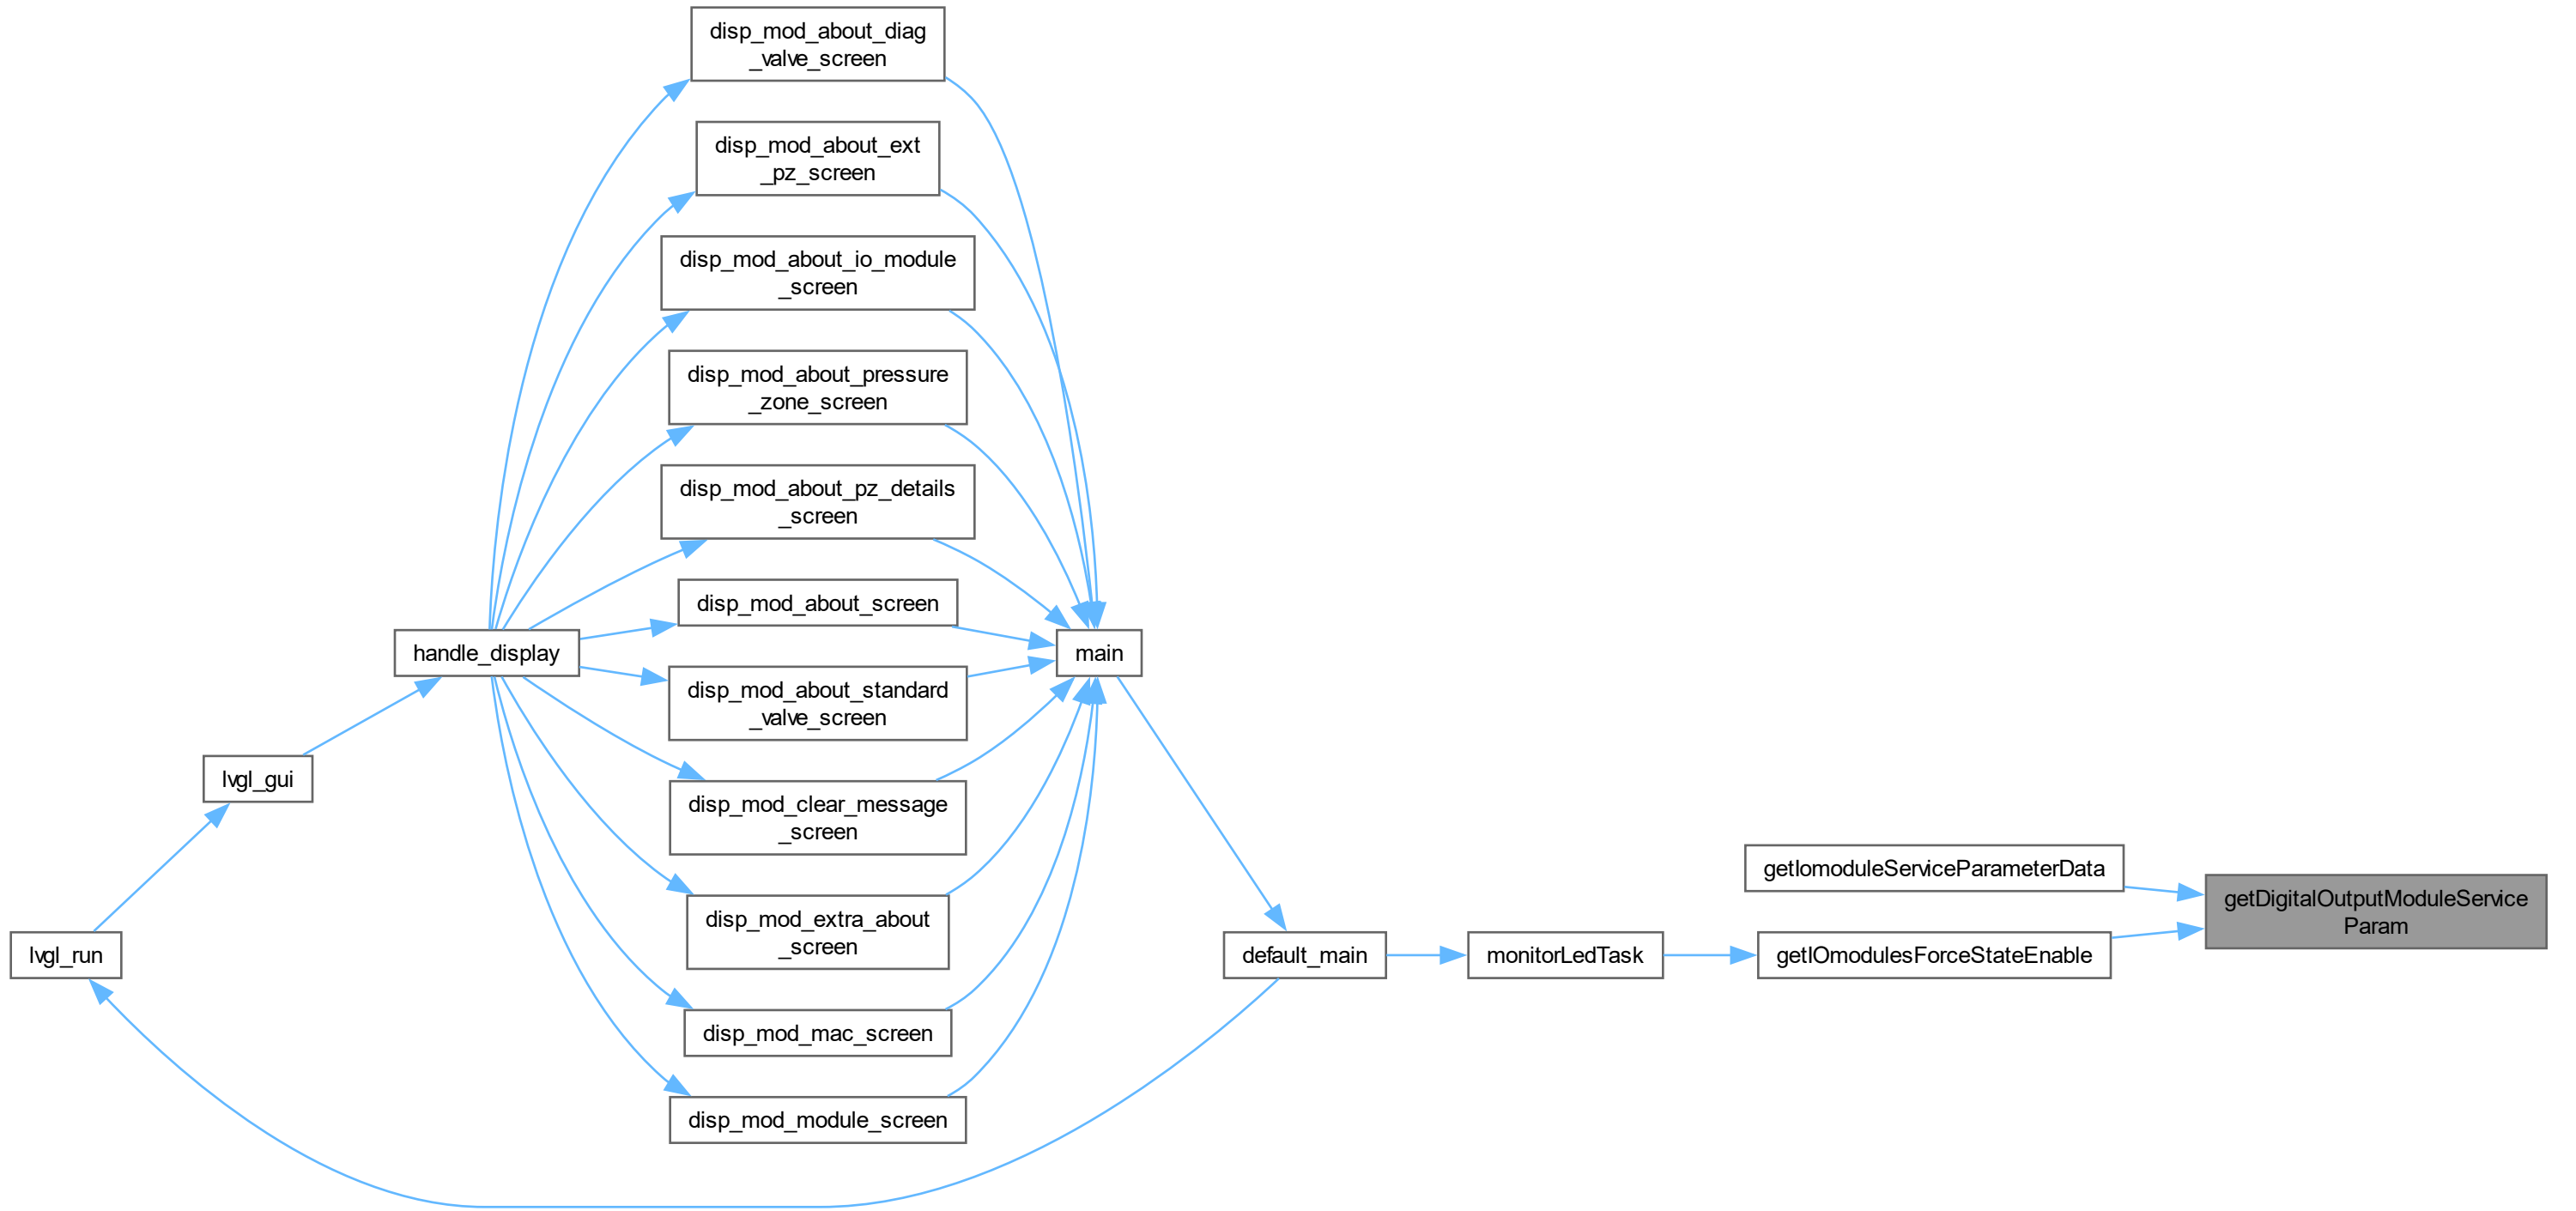 disp_mod_about_diag
_valve_screen
disp_mod_about_ext
_pz_screen
disp_mod_about_io_module
_screen
disp_mod_about_pressure
_zone_screen
disp_mod_about_pz_details
_screen
disp_mod_about_screen
handle_display
main
disp_mod_about_standard
_valve_screen
lvgl_gui
disp_mod_clear_message
_screen
getIomoduleServiceParameterData
getDigitalOutputModuleService
Param
disp_mod_extra_about
_screen
lvgl_run
default_main
monitorLedTask
getIOmodulesForceStateEnable
disp_mod_mac_screen
disp_mod_module_screen